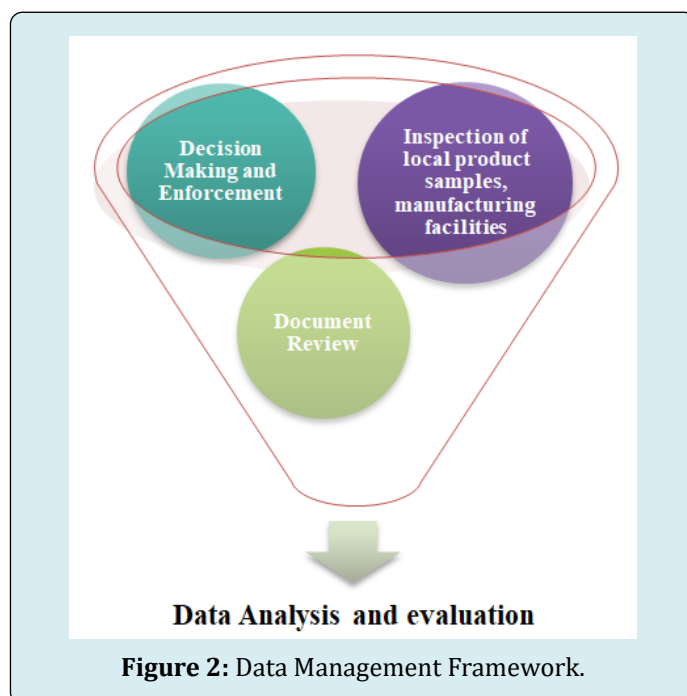 Decision
Making and
Enforcement
Inspection of
local product
samples,
manufacturing
facilities
Document
Review
Data Analysis and evaluation
Figure 2: Data Management Framework.